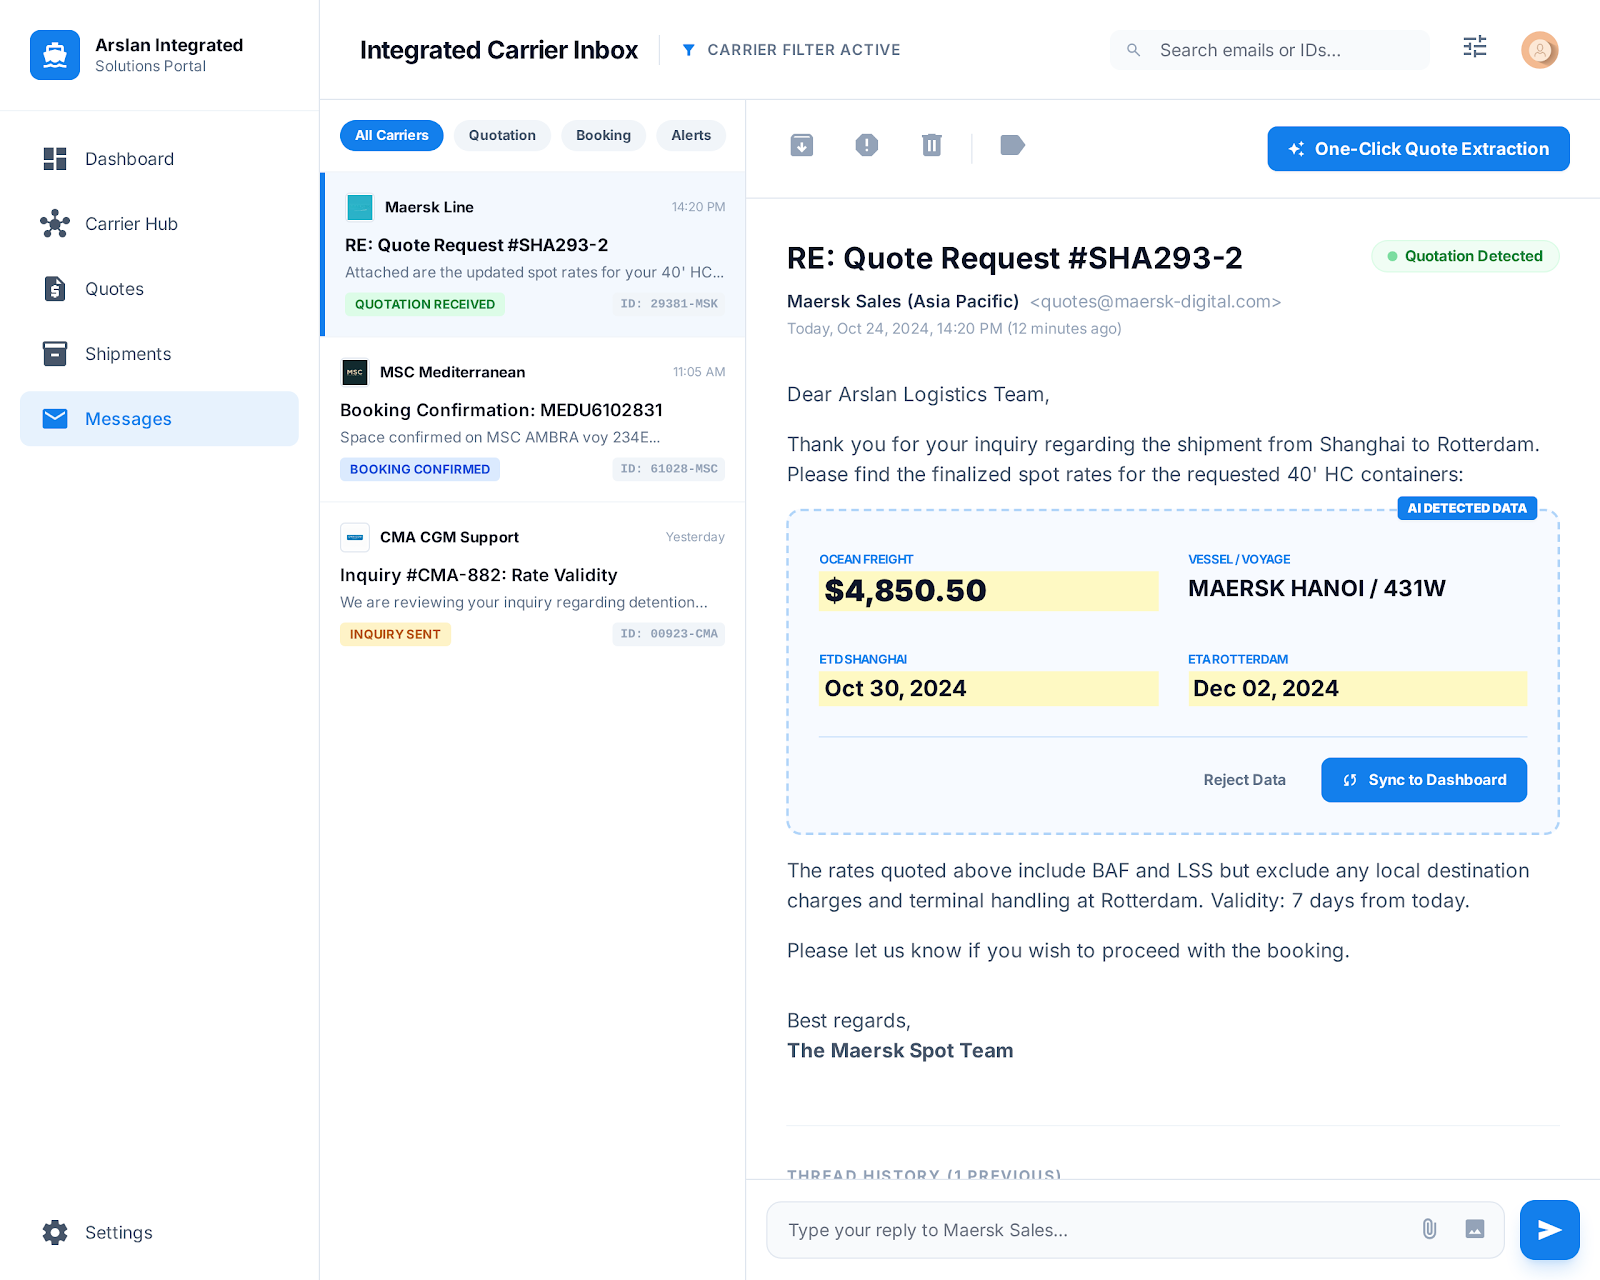 Arslan Integrated
Solutions Portal
Dashboard
Carrier Hub
Quotes
Shipments
Messages
Settings
Integrated Carrier Inbox
CARRIER FILTER ACTIVE
Search emails or IDs...
All Carriers
Quotation
Booking
Alerts
Maersk Line
14:20 PM
RE: Quote Request #SHA293-2
Attached are the updated spot rates for your 40' HC...
QUOTATION RECEIVED
ID: 29381-MSK
MSC
MSC Mediterranean
11:05 AM
Booking Confirmation: MEDU6102831
Space confirmed on MSC AMBRA voy 234E...
BOOKING CONFIRMED
ID: 61028-MSC
CMA CGM Support
Yesterday
Inquiry #CMA-882: Rate Validity
We are reviewing your inquiry regarding detention...
INQUIRY SENT
ID: 00923-CMA
One-Click Quote Extraction
RE: Quote Request #SHA293-2
Quotation Detected
Maersk Sales (Asia Pacific) <quotes@maersk-digital.com>
Today, Oct 24, 2024, 14:20 PM (12 minutes ago)
Dear Arslan Logistics Team,
Thank you for your inquiry regarding the shipment from Shanghai to Rotterdam.
Please find the finalized spot rates for the requested 40' HC containers:
AI DETECTED DATA
OCEAN FREIGHT
$4,850.50
VESSEL / VOYAGE
MAERSK HANOI / 431W
ETD SHANGHAI
Oct 30, 2024
ETA ROTTERDAM
Dec 02, 2024
Reject Data
Sync to Dashboard
The rates quoted above include BAF and LSS but exclude any local destination
charges and terminal handling at Rotterdam. Validity: 7 days from today.
Please let us know if you wish to proceed with the booking.
Best regards,
The Maersk Spot Team
THREAD HISTORY (1 PREVIOUS)
Type your reply to Maersk Sales...